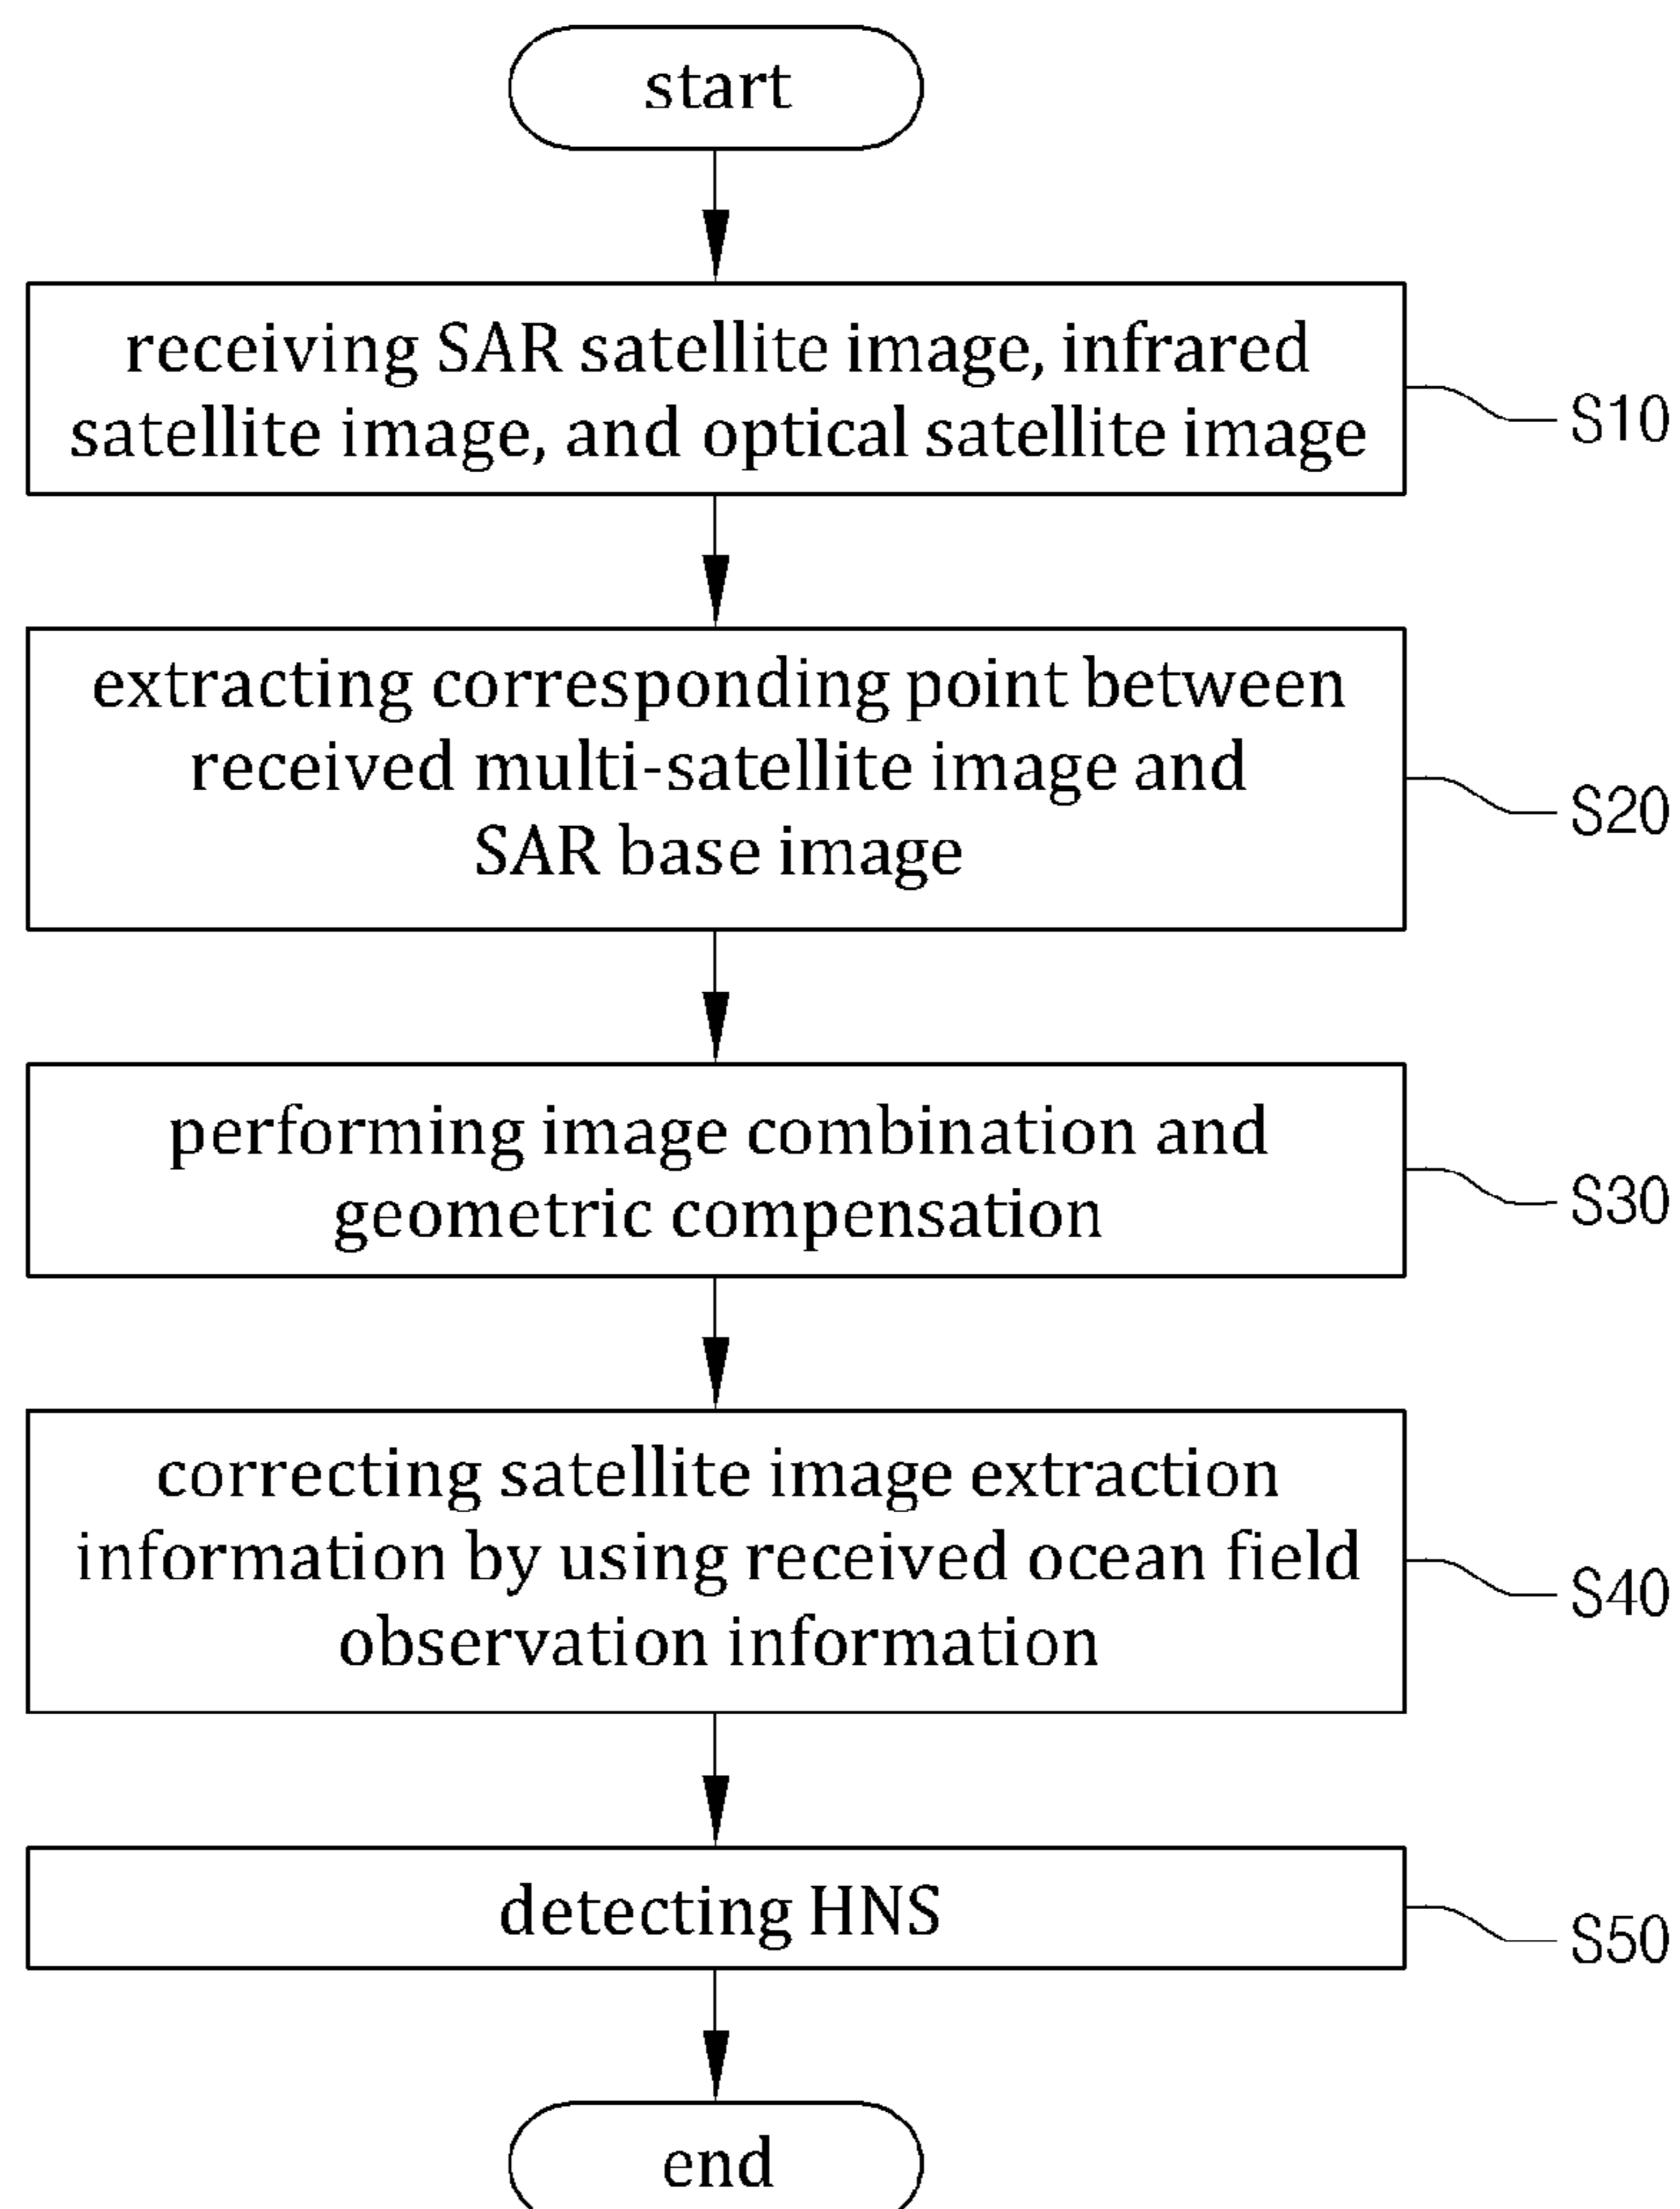 start
receiving SAR satellite image, infrared
satellite image, and optical satellite image
S10
extracting corresponding point between
received multi-satellite image and
SAR base image
S20
performing image combination and
geometric compensation
S30
correcting satellite image extraction
information by using received ocean field
observation information
S40
detecting HNS
S50
end